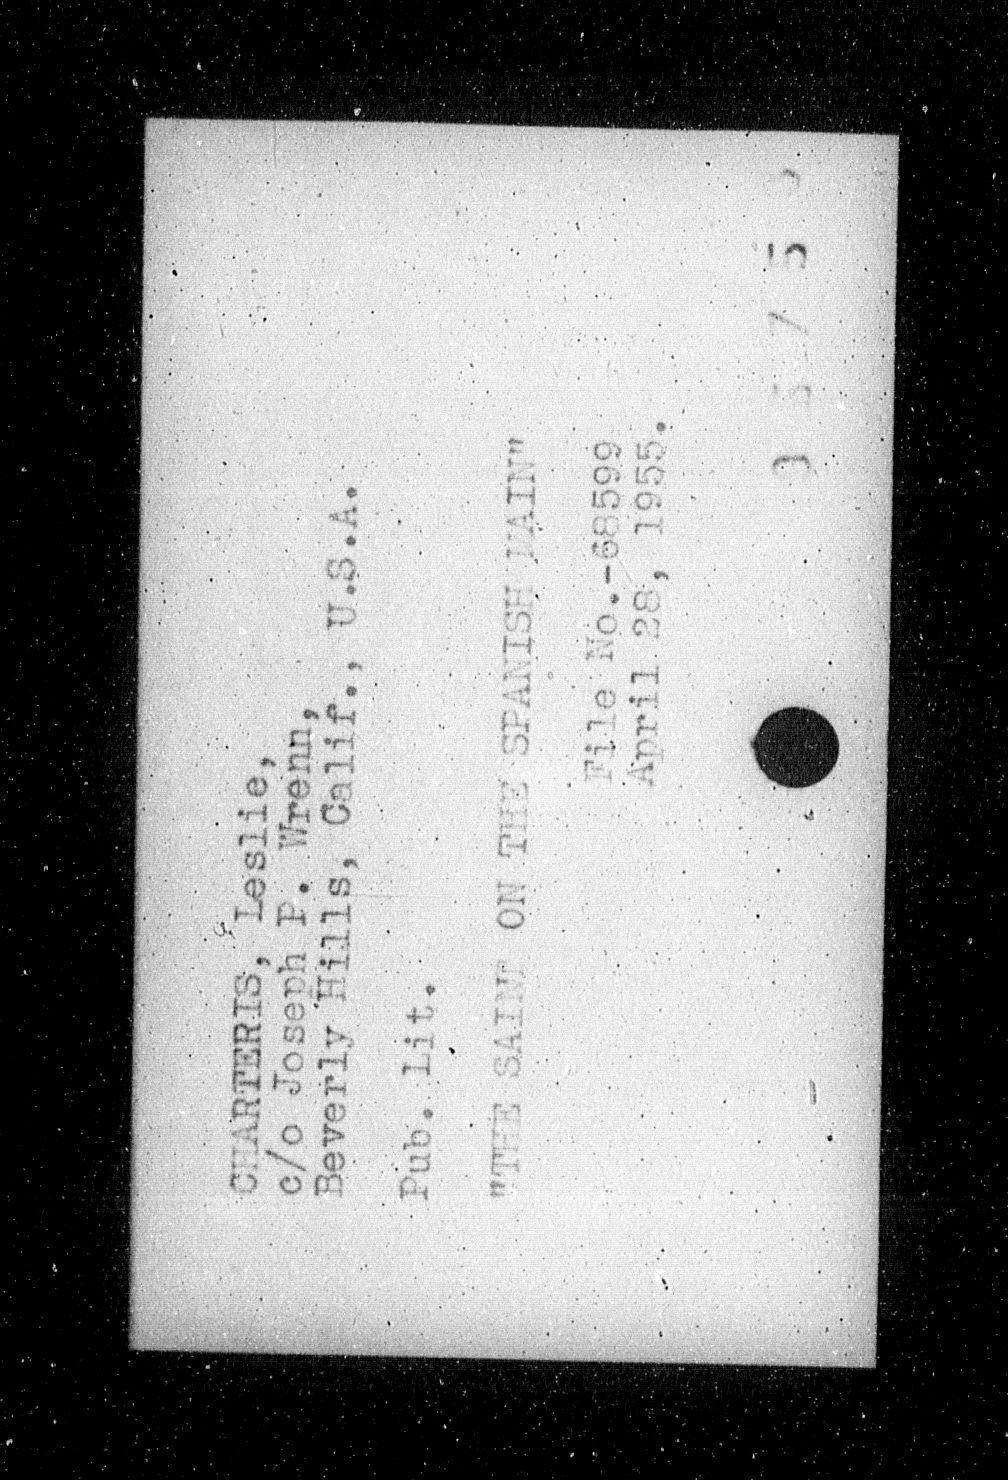 CHARTERIS, Leslie,
c/o Joseph P. Wrenn,
Beverly Hills, Calif., U.S.A.
Pub. Lit.
"THE SAINT ON THE SPANISH MAIN"
File No.-68599
April 28, 1955.